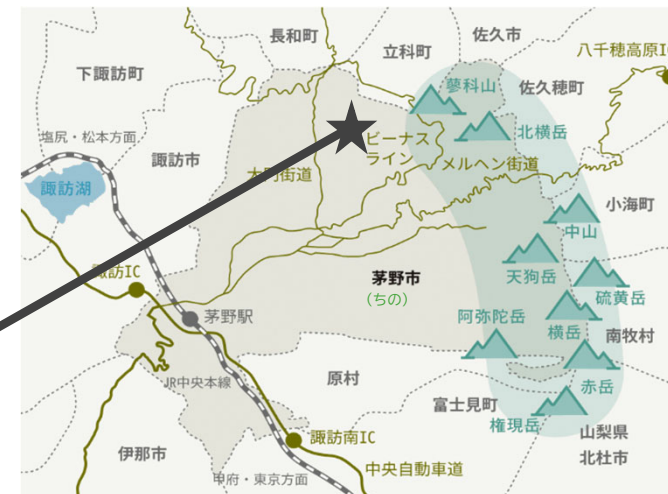 長和町
立科町
佐久市
八千穂高原IC
下諏訪町
蓼科山
佐久穂町
塩尻・松本方面
諏訪市
ビーナス
ライン
北横岳
大門街道
メルヘン街道
諏訪湖
小海町
中山
諏訪IC
茅野市
(ちの)
天狗岳
硫黄岳
茅野駅
阿弥陀岳
横岳
南牧村
JR中央本線
原村
赤岳
富士見町
権現岳
山梨県
北杜市
諏訪南IC
伊那市
甲府・東京方面
中央自動車道